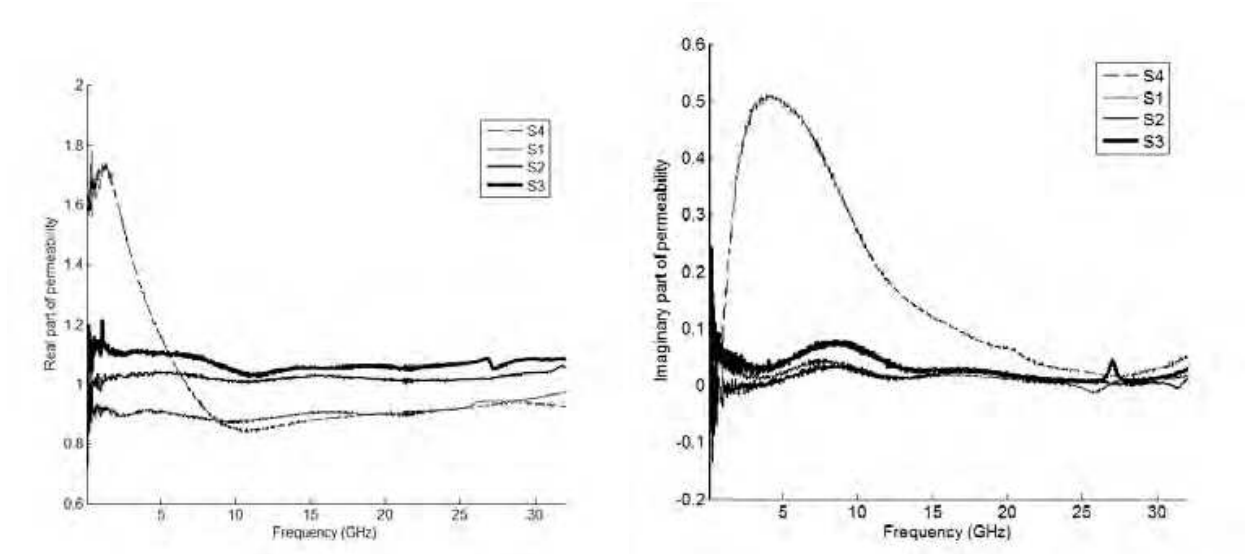 2
1.8
1.6
1.4
1.2
1
0.8
0.6
5
10
15
20
25
30
Real part of permeability
Frequency (GHz)
S4
S1
S2
S3
0.6
0.5
0.4
0.3
0.2
0.1
0
-0.1
-0.2
5
10
15
20
25
30
Imaginary part of permeability
Frequency (GHz)
S4
S1
S2
S3